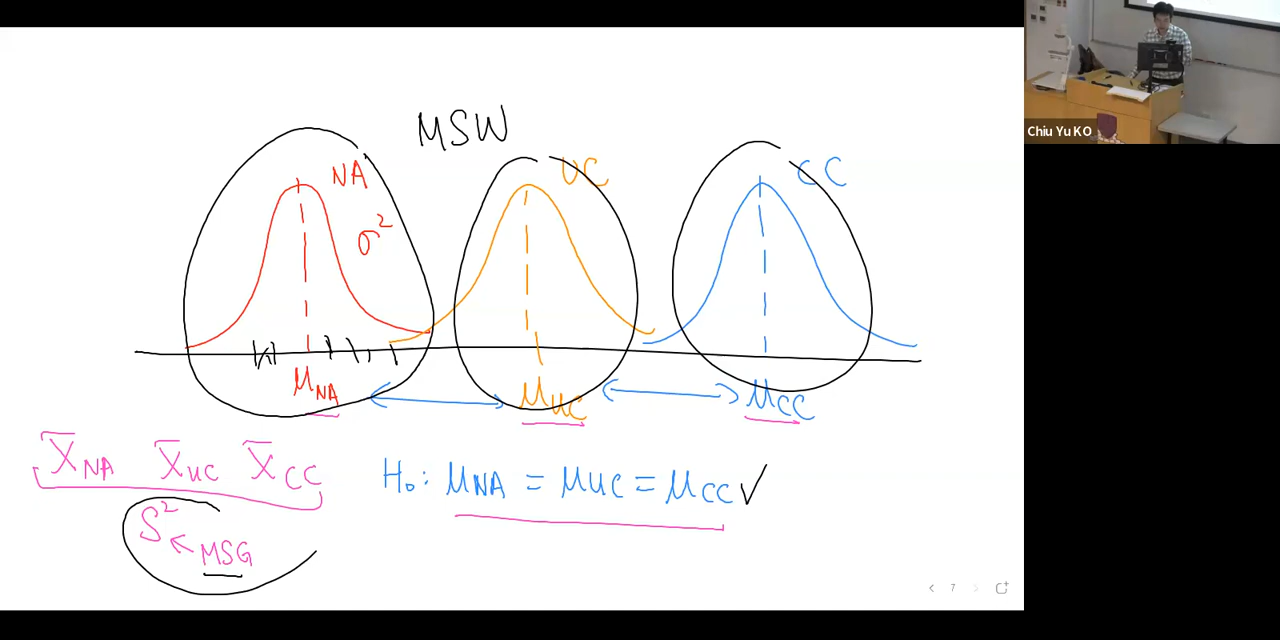 MSW
NA
UC
CC
σ²
μNA
μUC
μCC
X̄NA X̄UC X̄CC
H₀: μNA = μUC = μCC ✓
S²
MSG
7
Chiu Yu KO